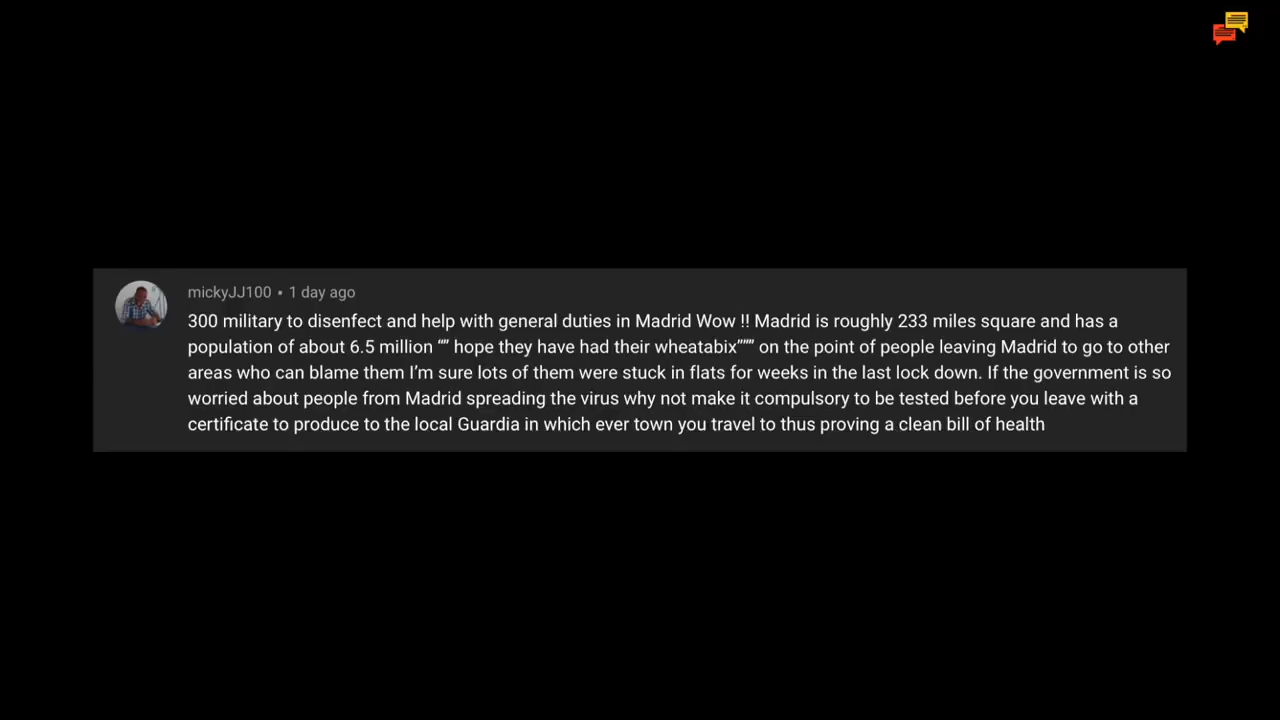 mickyJJ100 • 1 day ago
300 military to disenfect and help with general duties in Madrid Wow !! Madrid is roughly 233 miles square and has a
population of about 6.5 million “” hope they have had their wheatabix”””” on the point of people leaving Madrid to go to other
areas who can blame them I’m sure lots of them were stuck in flats for weeks in the last lock down. If the government is so
worried about people from Madrid spreading the virus why not make it compulsory to be tested before you leave with a
certificate to produce to the local Guardia in which ever town you travel to thus proving a clean bill of health